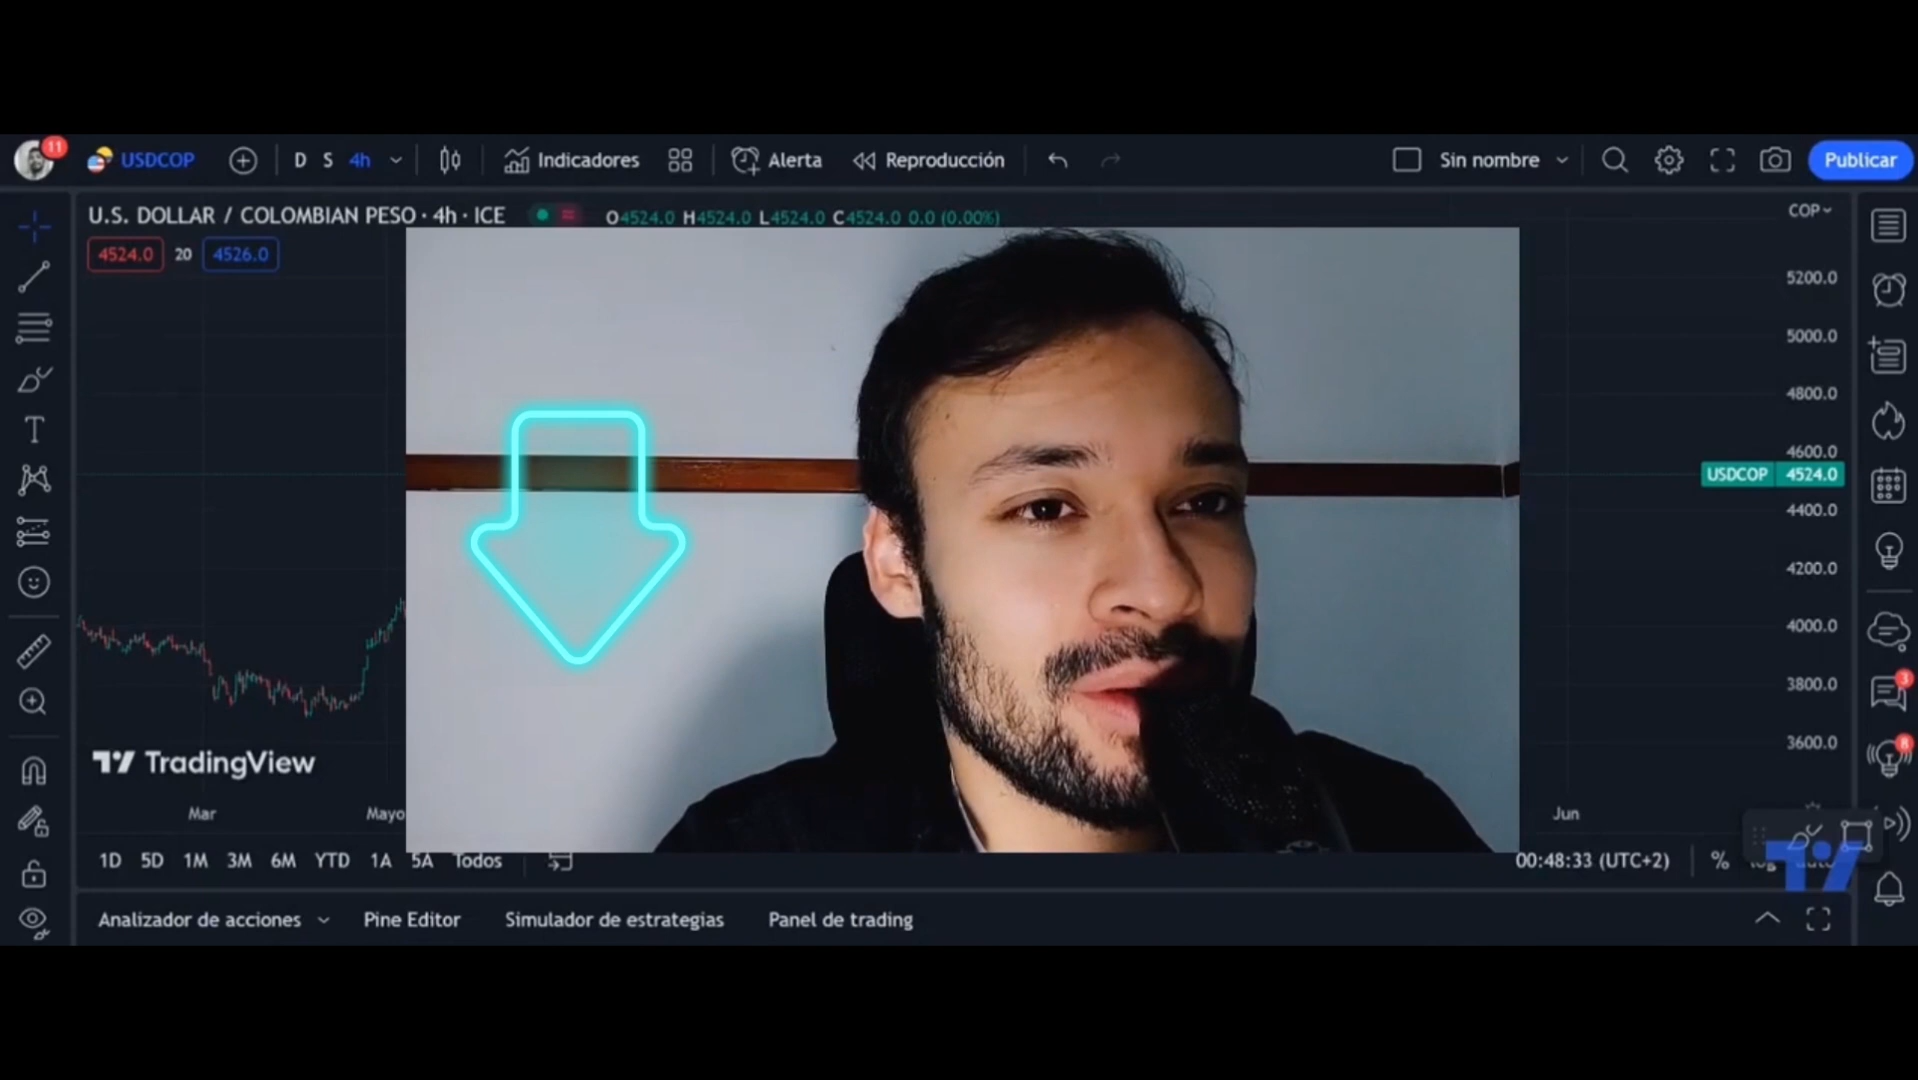 11
USDCOP
D S 4h
Indicadores
Alerta
Reproducción
Sin nombre
Publicar
U.S. DOLLAR / COLOMBIAN PESO · 4h · ICE
O4524.0 H4524.0 L4524.0 C4524.0 0.0 (0.00%)
COP
4524.0 20 4526.0
5200.0
5000.0
4800.0
4600.0
USDCOP 4524.0
4400.0
4200.0
4000.0
3800.0
3600.0
3
8
TradingView
Mar
Mayo
Jun
1D 5D 1M 3M 6M YTD 1A 5A Todos
00:48:33 (UTC+2)
%
Analizador de acciones
Pine Editor
Simulador de estrategias
Panel de trading